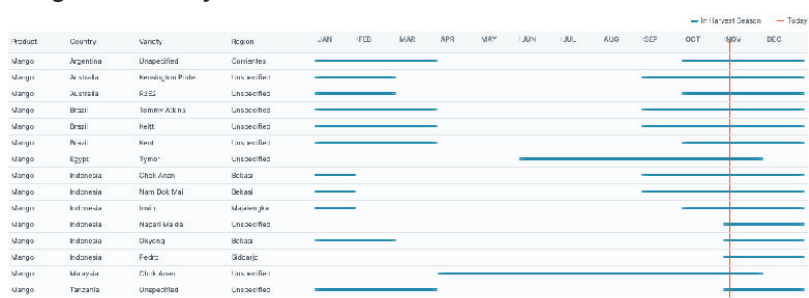 In Harvest Season Today
Product Country Variety Region JAN FEB MAR APR MAY JUN JUL AUG SEP OCT NOV DEC
Mango Argentina Unspecified Corrientes
Mango Australia Kensington Pride Unspecified
Mango Australia R2E2 Unspecified
Mango Brazil Tommy Atkins Unspecified
Mango Brazil Keitt Unspecified
Mango Brazil Kent Unspecified
Mango Egypt Tymor Unspecified
Mango Indonesia Chok Anan Bekasi
Mango Indonesia Nam Dok Mai Bekasi
Mango Indonesia Irwin Majalengka
Mango Indonesia
Mango Indonesia Okyong Bekasi
Mango Indonesia Pedro Sidoarjo
Mango Malaysia Chok Anan Unspecified
Mango Tanzania Unspecified Unspecified